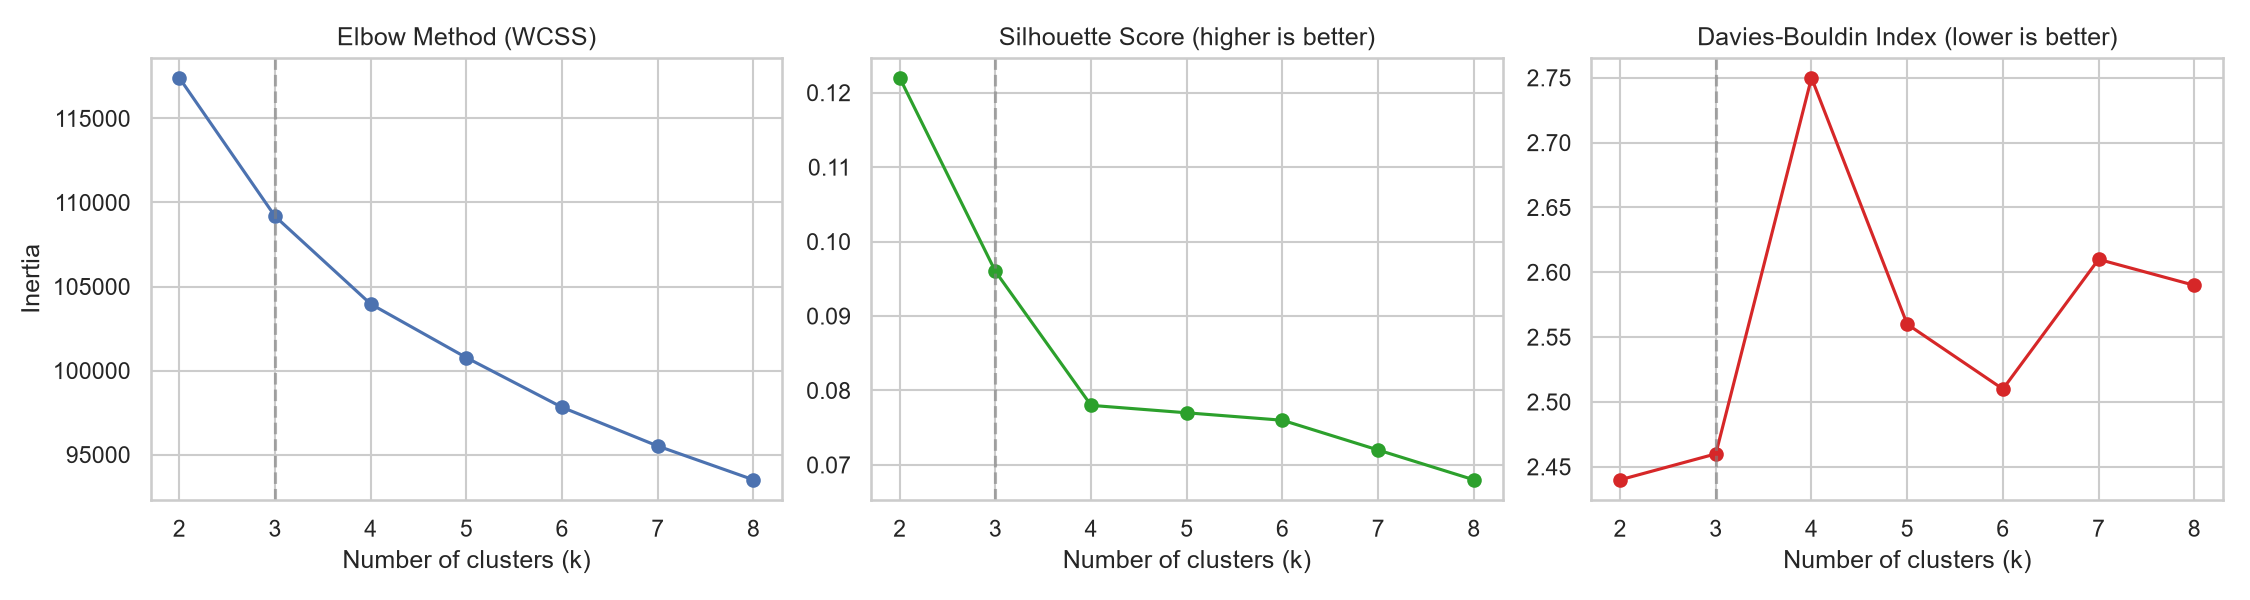 Elbow Method (WCSS)
115000
110000
105000
100000
95000
Inertia
2 3 4 5 6 7 8
Number of clusters (k)
Silhouette Score (higher is better)
0.12
0.11
0.10
0.09
0.08
0.07
2 3 4 5 6 7 8
Number of clusters (k)
Davies-Bouldin Index (lower is better)
2.75
2.70
2.65
2.60
2.55
2.50
2.45
2 3 4 5 6 7 8
Number of clusters (k)